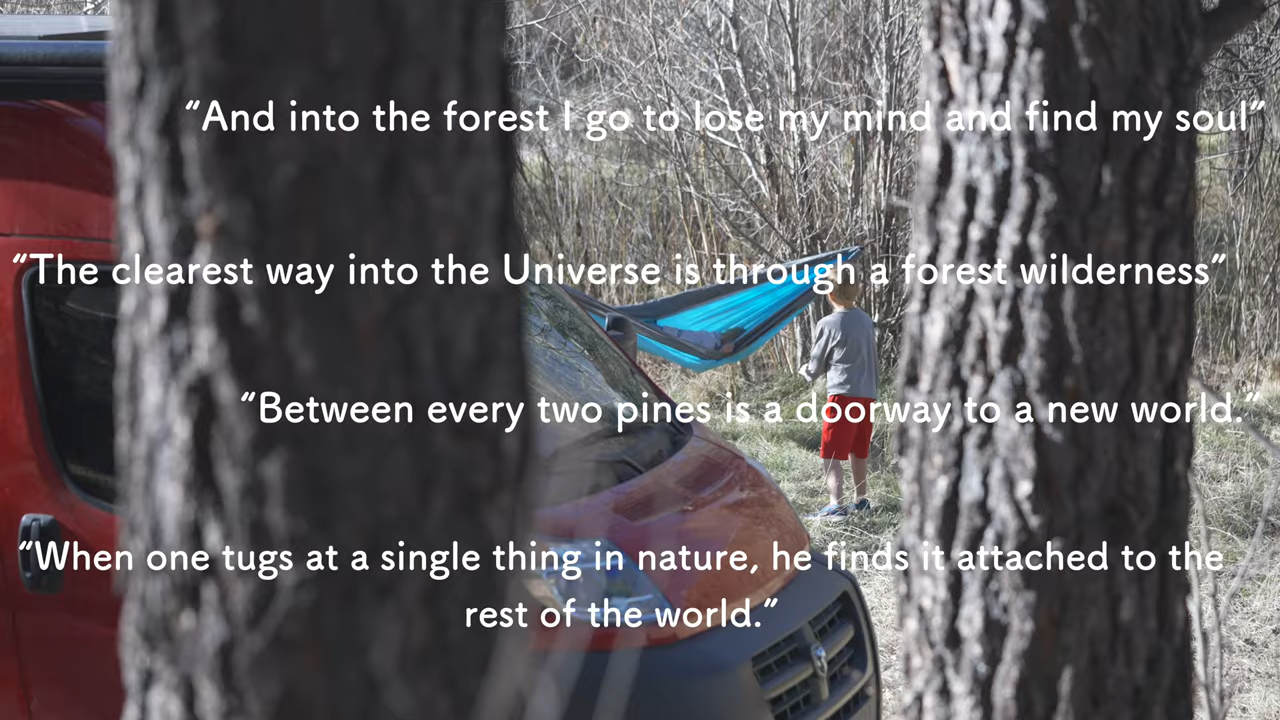 “And into the forest I go to lose my mind and find my soul”
“The clearest way into the Universe is through a forest wilderness”
“Between every two pines is a doorway to a new world.”
“When one tugs at a single thing in nature, he finds it attached to the
rest of the world.”